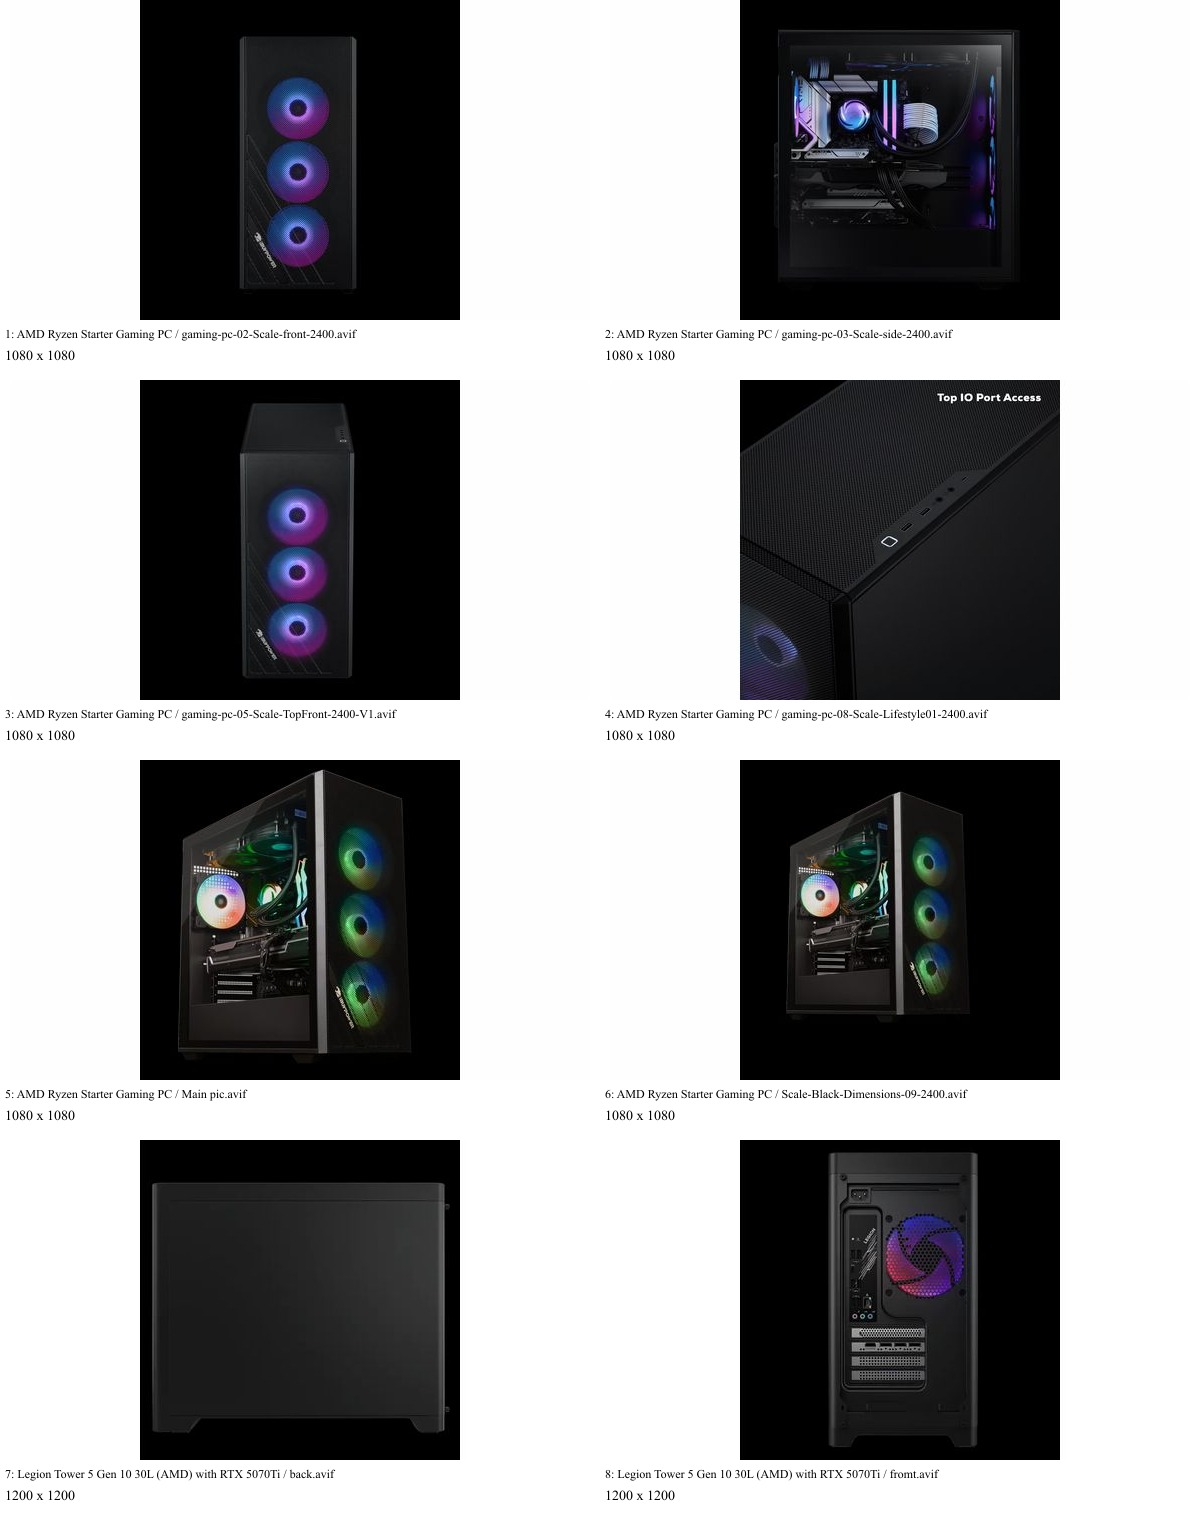 Top IO Port Access
1: AMD Ryzen Starter Gaming PC / gaming-pc-02-Scale-front-2400.avif
1080 x 1080
2: AMD Ryzen Starter Gaming PC / gaming-pc-03-Scale-side-2400.avif
1080 x 1080
3: AMD Ryzen Starter Gaming PC / gaming-pc-05-Scale-TopFront-2400-V1.avif
1080 x 1080
4: AMD Ryzen Starter Gaming PC / gaming-pc-08-Scale-Lifestyle01-2400.avif
1080 x 1080
5: AMD Ryzen Starter Gaming PC / Main pic.avif
1080 x 1080
6: AMD Ryzen Starter Gaming PC / Scale-Black-Dimensions-09-2400.avif
1080 x 1080
LEGION
7: Legion Tower 5 Gen 10 30L (AMD) with RTX 5070Ti / back.avif
1200 x 1200
8: Legion Tower 5 Gen 10 30L (AMD) with RTX 5070Ti / fromt.avif
1200 x 1200